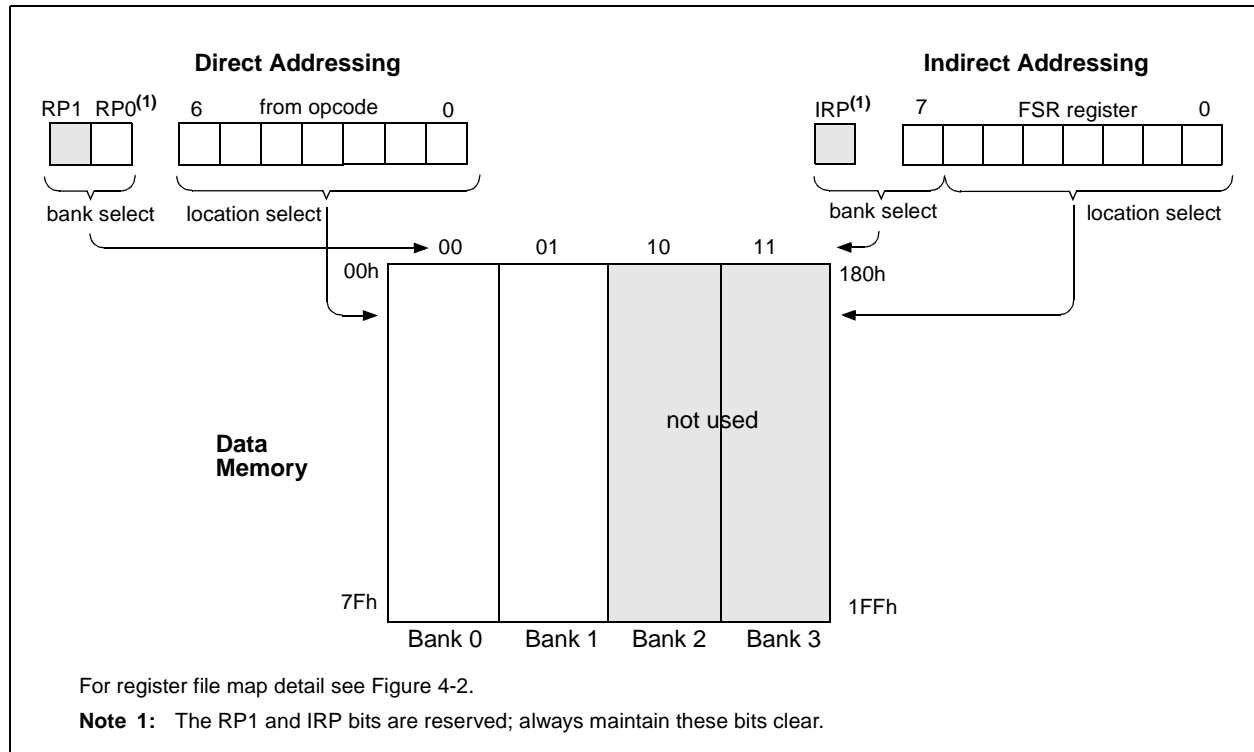 Direct Addressing
Indirect Addressing
RP1 RP0(1) 6 from opcode 0
IRP(1) 7 FSR register 0
bank select location select
bank select location select
00 01 10 11
00h 180h
not used
Data
Memory
7Fh 1FFh
Bank 0 Bank 1 Bank 2 Bank 3
For register file map detail see Figure 4-2.
Note 1: The RP1 and IRP bits are reserved; always maintain these bits clear.